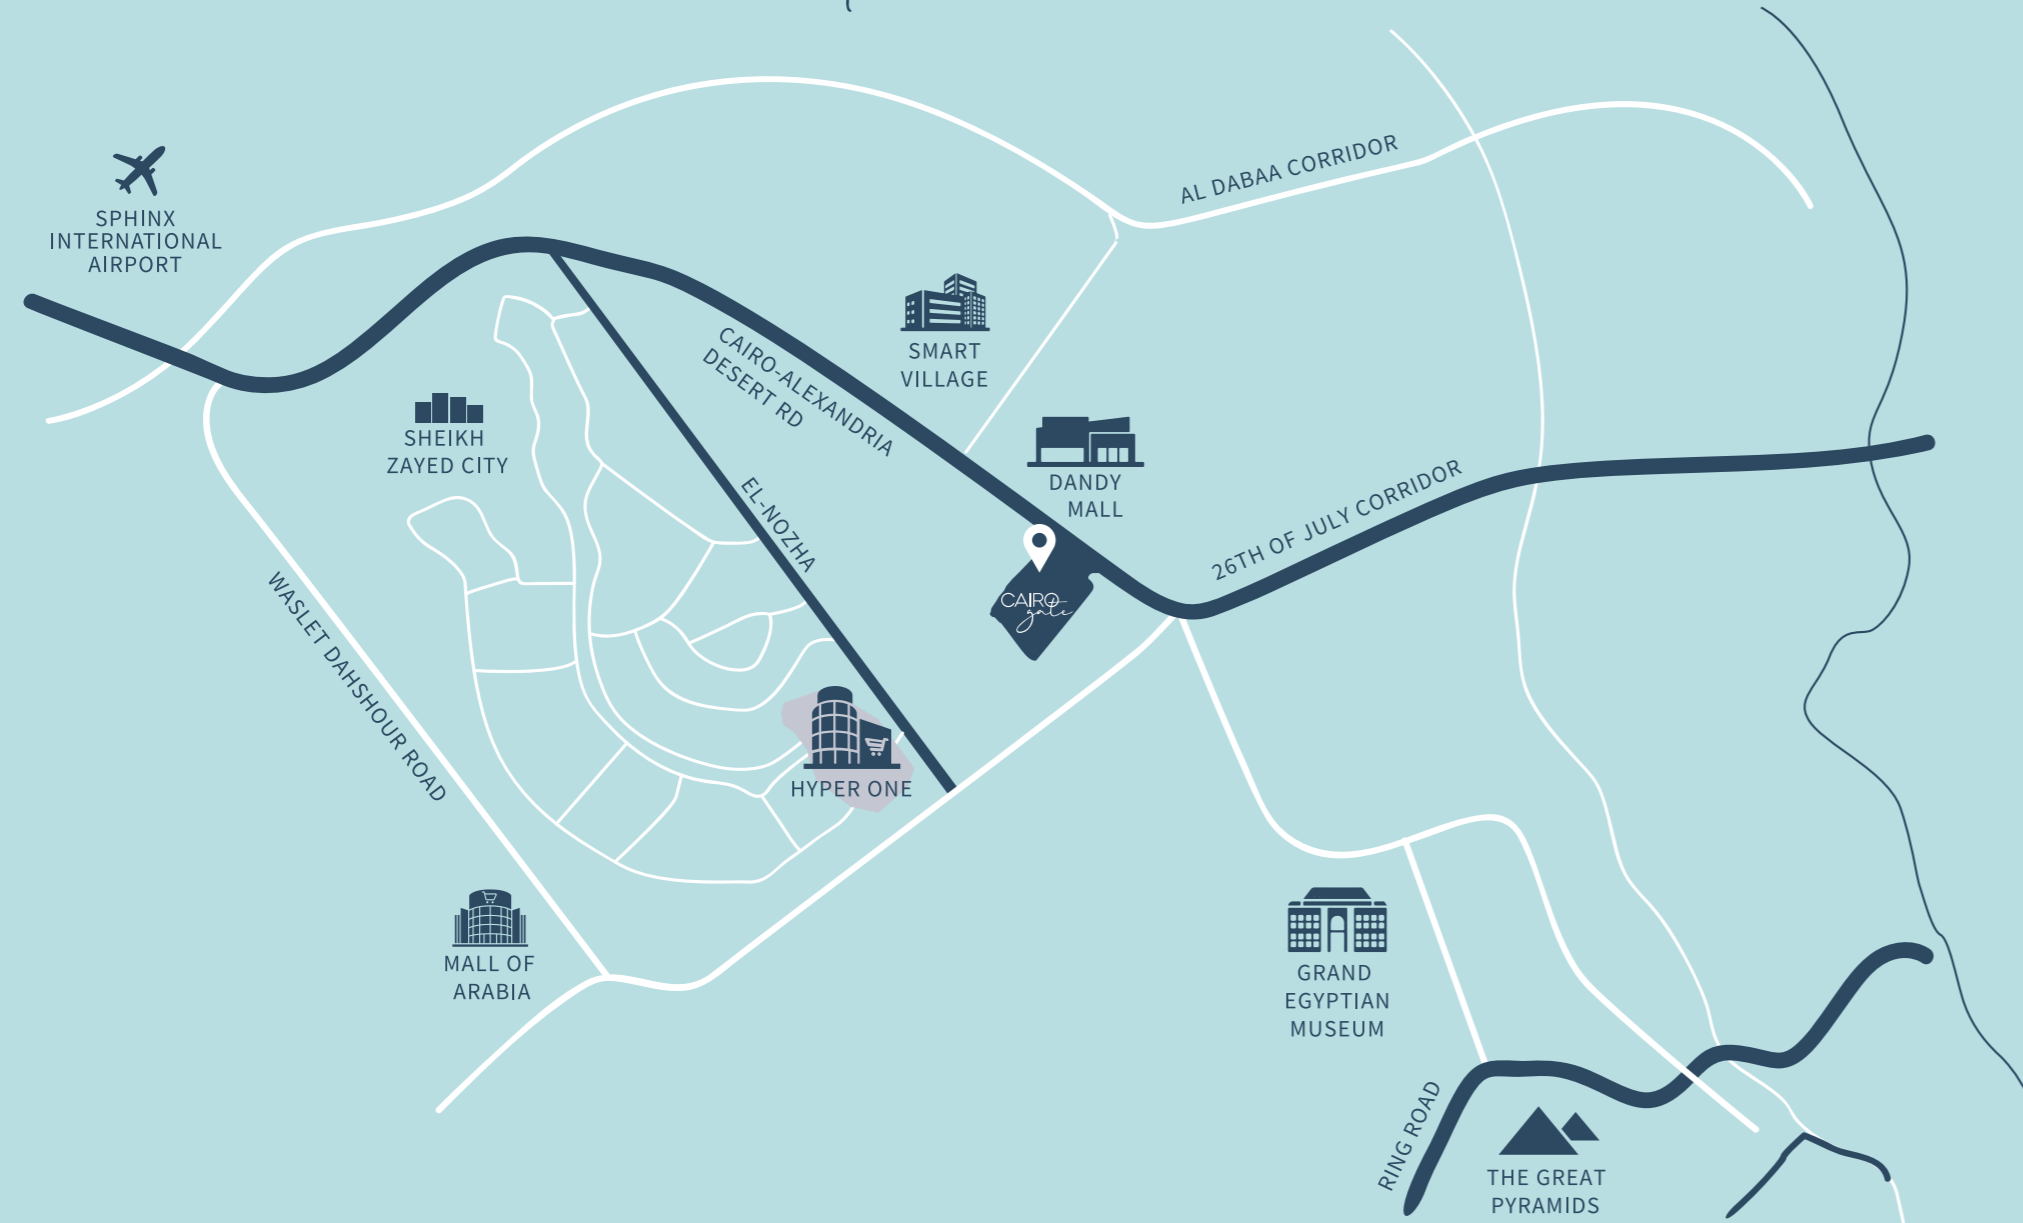 AL DABAA CORRIDOR
SPHINX
INTERNATIONAL
AIRPORT
SMART
VILLAGE
CAIRO-ALEXANDRIA
DESERT RD
SHEIKH
ZAYED CITY
DANDY
MALL
26TH OF JULY CORRIDOR
EL-NOZHA
CAIRO
gate
WASLET DAHSHOUR ROAD
HYPER ONE
MALL OF
ARABIA
GRAND
EGYPTIAN
MUSEUM
RING ROAD
THE GREAT
PYRAMIDS